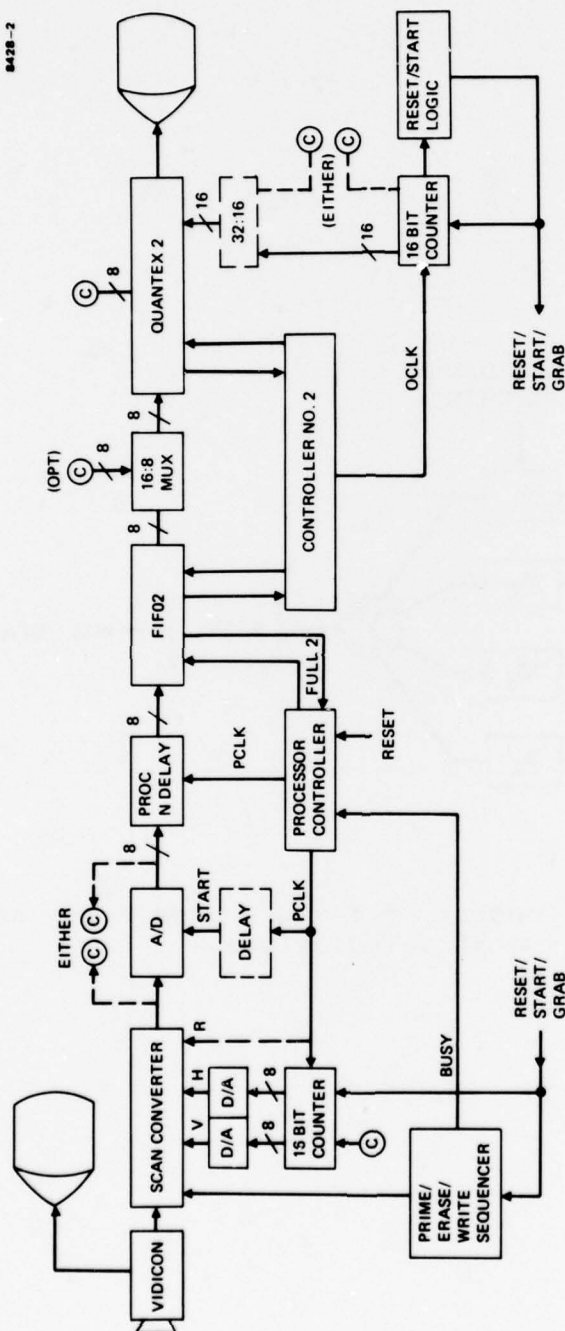 8428-2
VIDICON
SCAN CONVERTER
EITHER
C
C
A/D
8
PROC
N DELAY
8
FIF02
8
(OPT)
C
8
16:8
MUX
8
C
8
QUANTEX 2
V
H
R
D/A
D/A
8
8
1S BIT
COUNTER
C
START
DELAY
PCLK
PCLK
PROCESSOR
CONTROLLER
FULL 2
RESET
CONTROLLER NO. 2
16
32:16
C
C
(EITHER)
16
16 BIT
COUNTER
RESET/START
LOGIC
OCLK
RESET/
START/
GRAB
PRIME/
ERASE/
WRITE
SEQUENCER
BUSY
RESET/
START/
GRAB